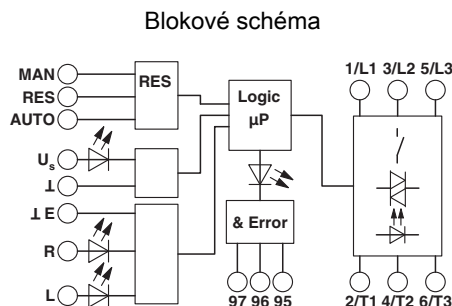 Blokové schéma
1/L1 3/L2 5/L3
MAN
RES
AUTO
RES
Logic
µP
Us
⊥
⊥ E
R
L
& Error
97 96 95
2/T1 4/T2 6/T3